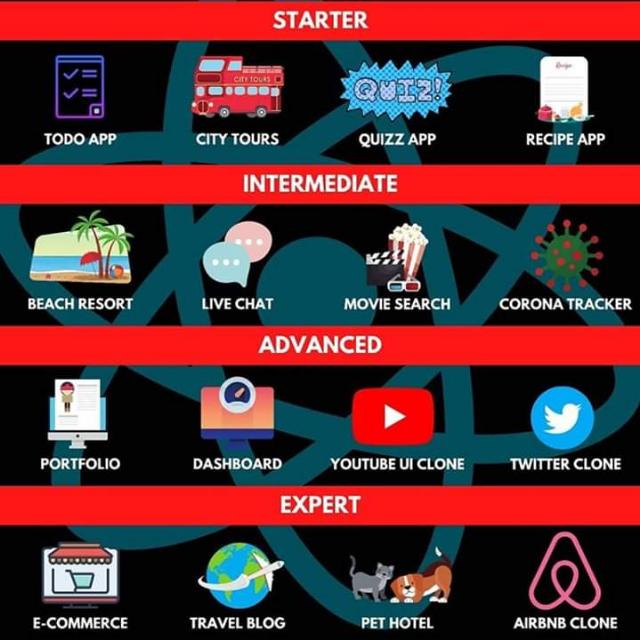 STARTER
CITY TOURS
QUIZ!
Recipe
TODO APP
CITY TOURS
QUIZZ APP
RECIPE APP
INTERMEDIATE
BEACH RESORT
LIVE CHAT
MOVIE SEARCH
CORONA TRACKER
ADVANCED
PORTFOLIO
DASHBOARD
YOUTUBE UI CLONE
TWITTER CLONE
EXPERT
E-COMMERCE
TRAVEL BLOG
PET HOTEL
AIRBNB CLONE